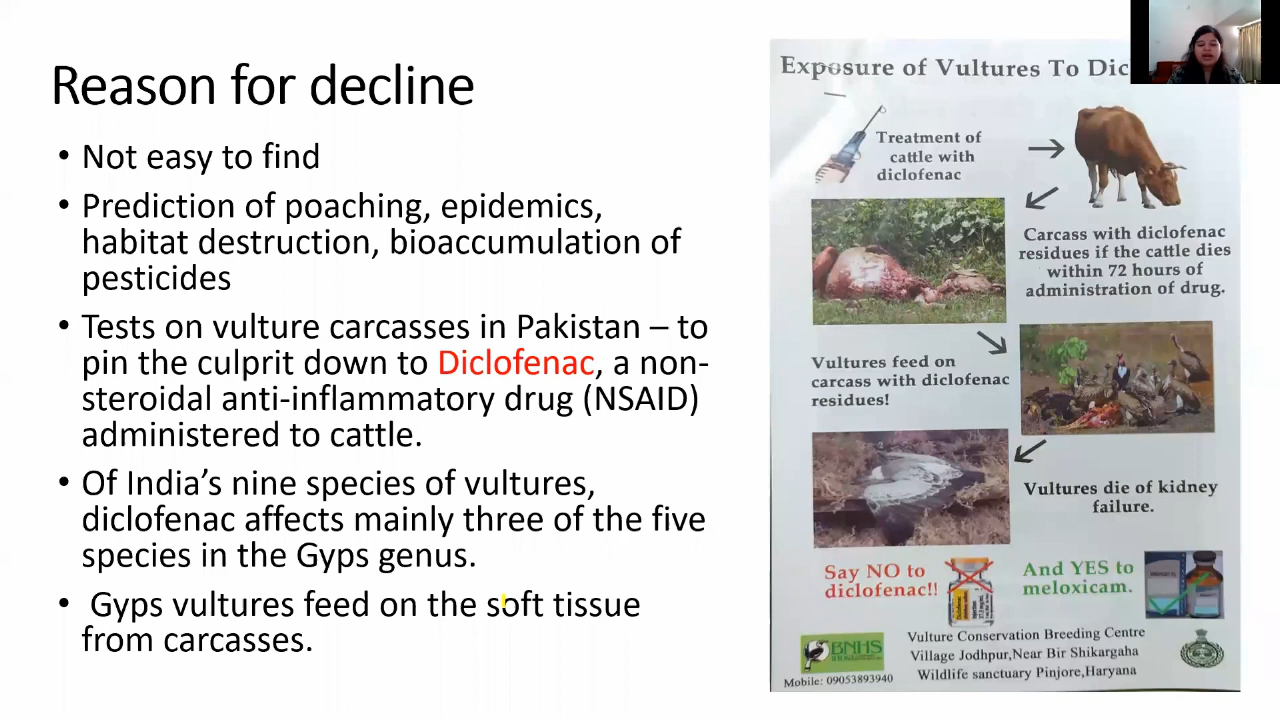 Reason for decline
• Not easy to find
• Prediction of poaching, epidemics,
habitat destruction, bioaccumulation of
pesticides
• Tests on vulture carcasses in Pakistan – to
pin the culprit down to Diclofenac, a non-
steroidal anti-inflammatory drug (NSAID)
administered to cattle.
• Of India’s nine species of vultures,
diclofenac affects mainly three of the five
species in the Gyps genus.
• Gyps vultures feed on the soft tissue
from carcasses.
Exposure of Vultures To Dic
Treatment of
cattle with
diclofenac
Carcass with diclofenac
residues if the cattle dies
within 72 hours of
administration of drug.
Vultures feed on
carcass with diclofenac
residues!
Vultures die of kidney
failure.
Say NO to
diclofenac!!
And YES to
meloxicam.
BNHS
Mobile: 09053893940
Vulture Conservation Breeding Centre
Village Jodhpur,Near Bir Shikargaha
Wildlife sanctuary Pinjore,Haryana